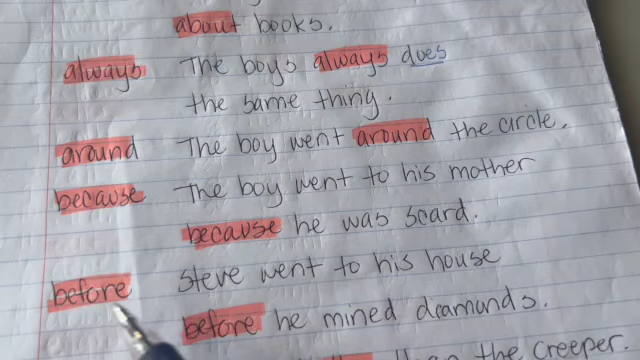 about books.
always The boys always does
the same thing.
around The boy went around the circle.
because The boy went to his mother
because he was scard.
before Steve went to his house
before he mined diamands.
the creeper.